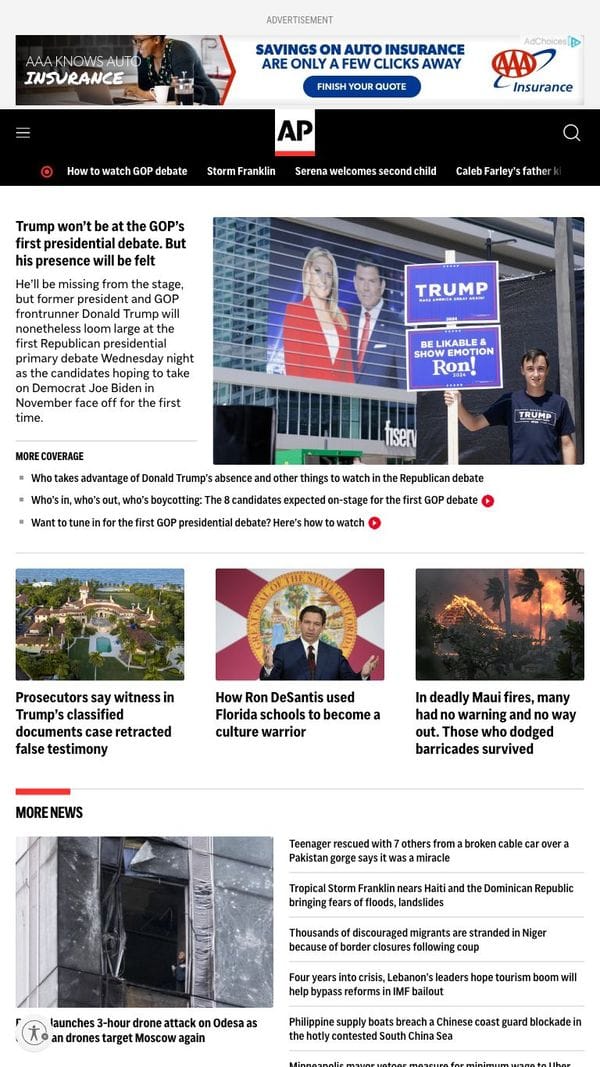 ADVERTISEMENT
AAA KNOWS AUTO
INSURANCE
SAVINGS ON AUTO INSURANCE
ARE ONLY A FEW CLICKS AWAY
FINISH YOUR QUOTE
AdChoices
AAA
Insurance
AP
How to watch GOP debate Storm Franklin Serena welcomes second child Caleb Farley's father
Trump won't be at the GOP's
first presidential debate. But
his presence will be felt
He'll be missing from the stage,
but former president and GOP
frontrunner Donald Trump will
nonetheless loom large at the
first Republican presidential
primary debate Wednesday night
as the candidates hoping to take
on Democrat Joe Biden in
November face off for the first
time.
TRUMP
MAKE AMERICA GREAT AGAIN!
2024
BE LIKABLE &
SHOW EMOTION
Ron!
2024
TRUMP
fiserv
MORE COVERAGE
Who takes advantage of Donald Trump's absence and other things to watch in the Republican debate
Who's in, who's out, who's boycotting: The 8 candidates expected on-stage for the first GOP debate
Want to tune in for the first GOP presidential debate? Here's how to watch
GREAT SEAL OF THE STATE OF
Prosecutors say witness in
Trump's classified
documents case retracted
false testimony
How Ron DeSantis used
Florida schools to become a
culture warrior
In deadly Maui fires, many
had no warning and no way
out. Those who dodged
barricades survived
MORE NEWS
launches 3-hour drone attack on Odesa as
an drones target Moscow again
Teenager rescued with 7 others from a broken cable car over a
Pakistan gorge says it was a miracle
Tropical Storm Franklin nears Haiti and the Dominican Republic
bringing fears of floods, landslides
Thousands of discouraged migrants are stranded in Niger
because of border closures following coup
Four years into crisis, Lebanon's leaders hope tourism boom will
help bypass reforms in IMF bailout
Philippine supply boats breach a Chinese coast guard blockade in
the hotly contested South China Sea
Minneapolis mayor vetoes measure for minimum wage to Uber